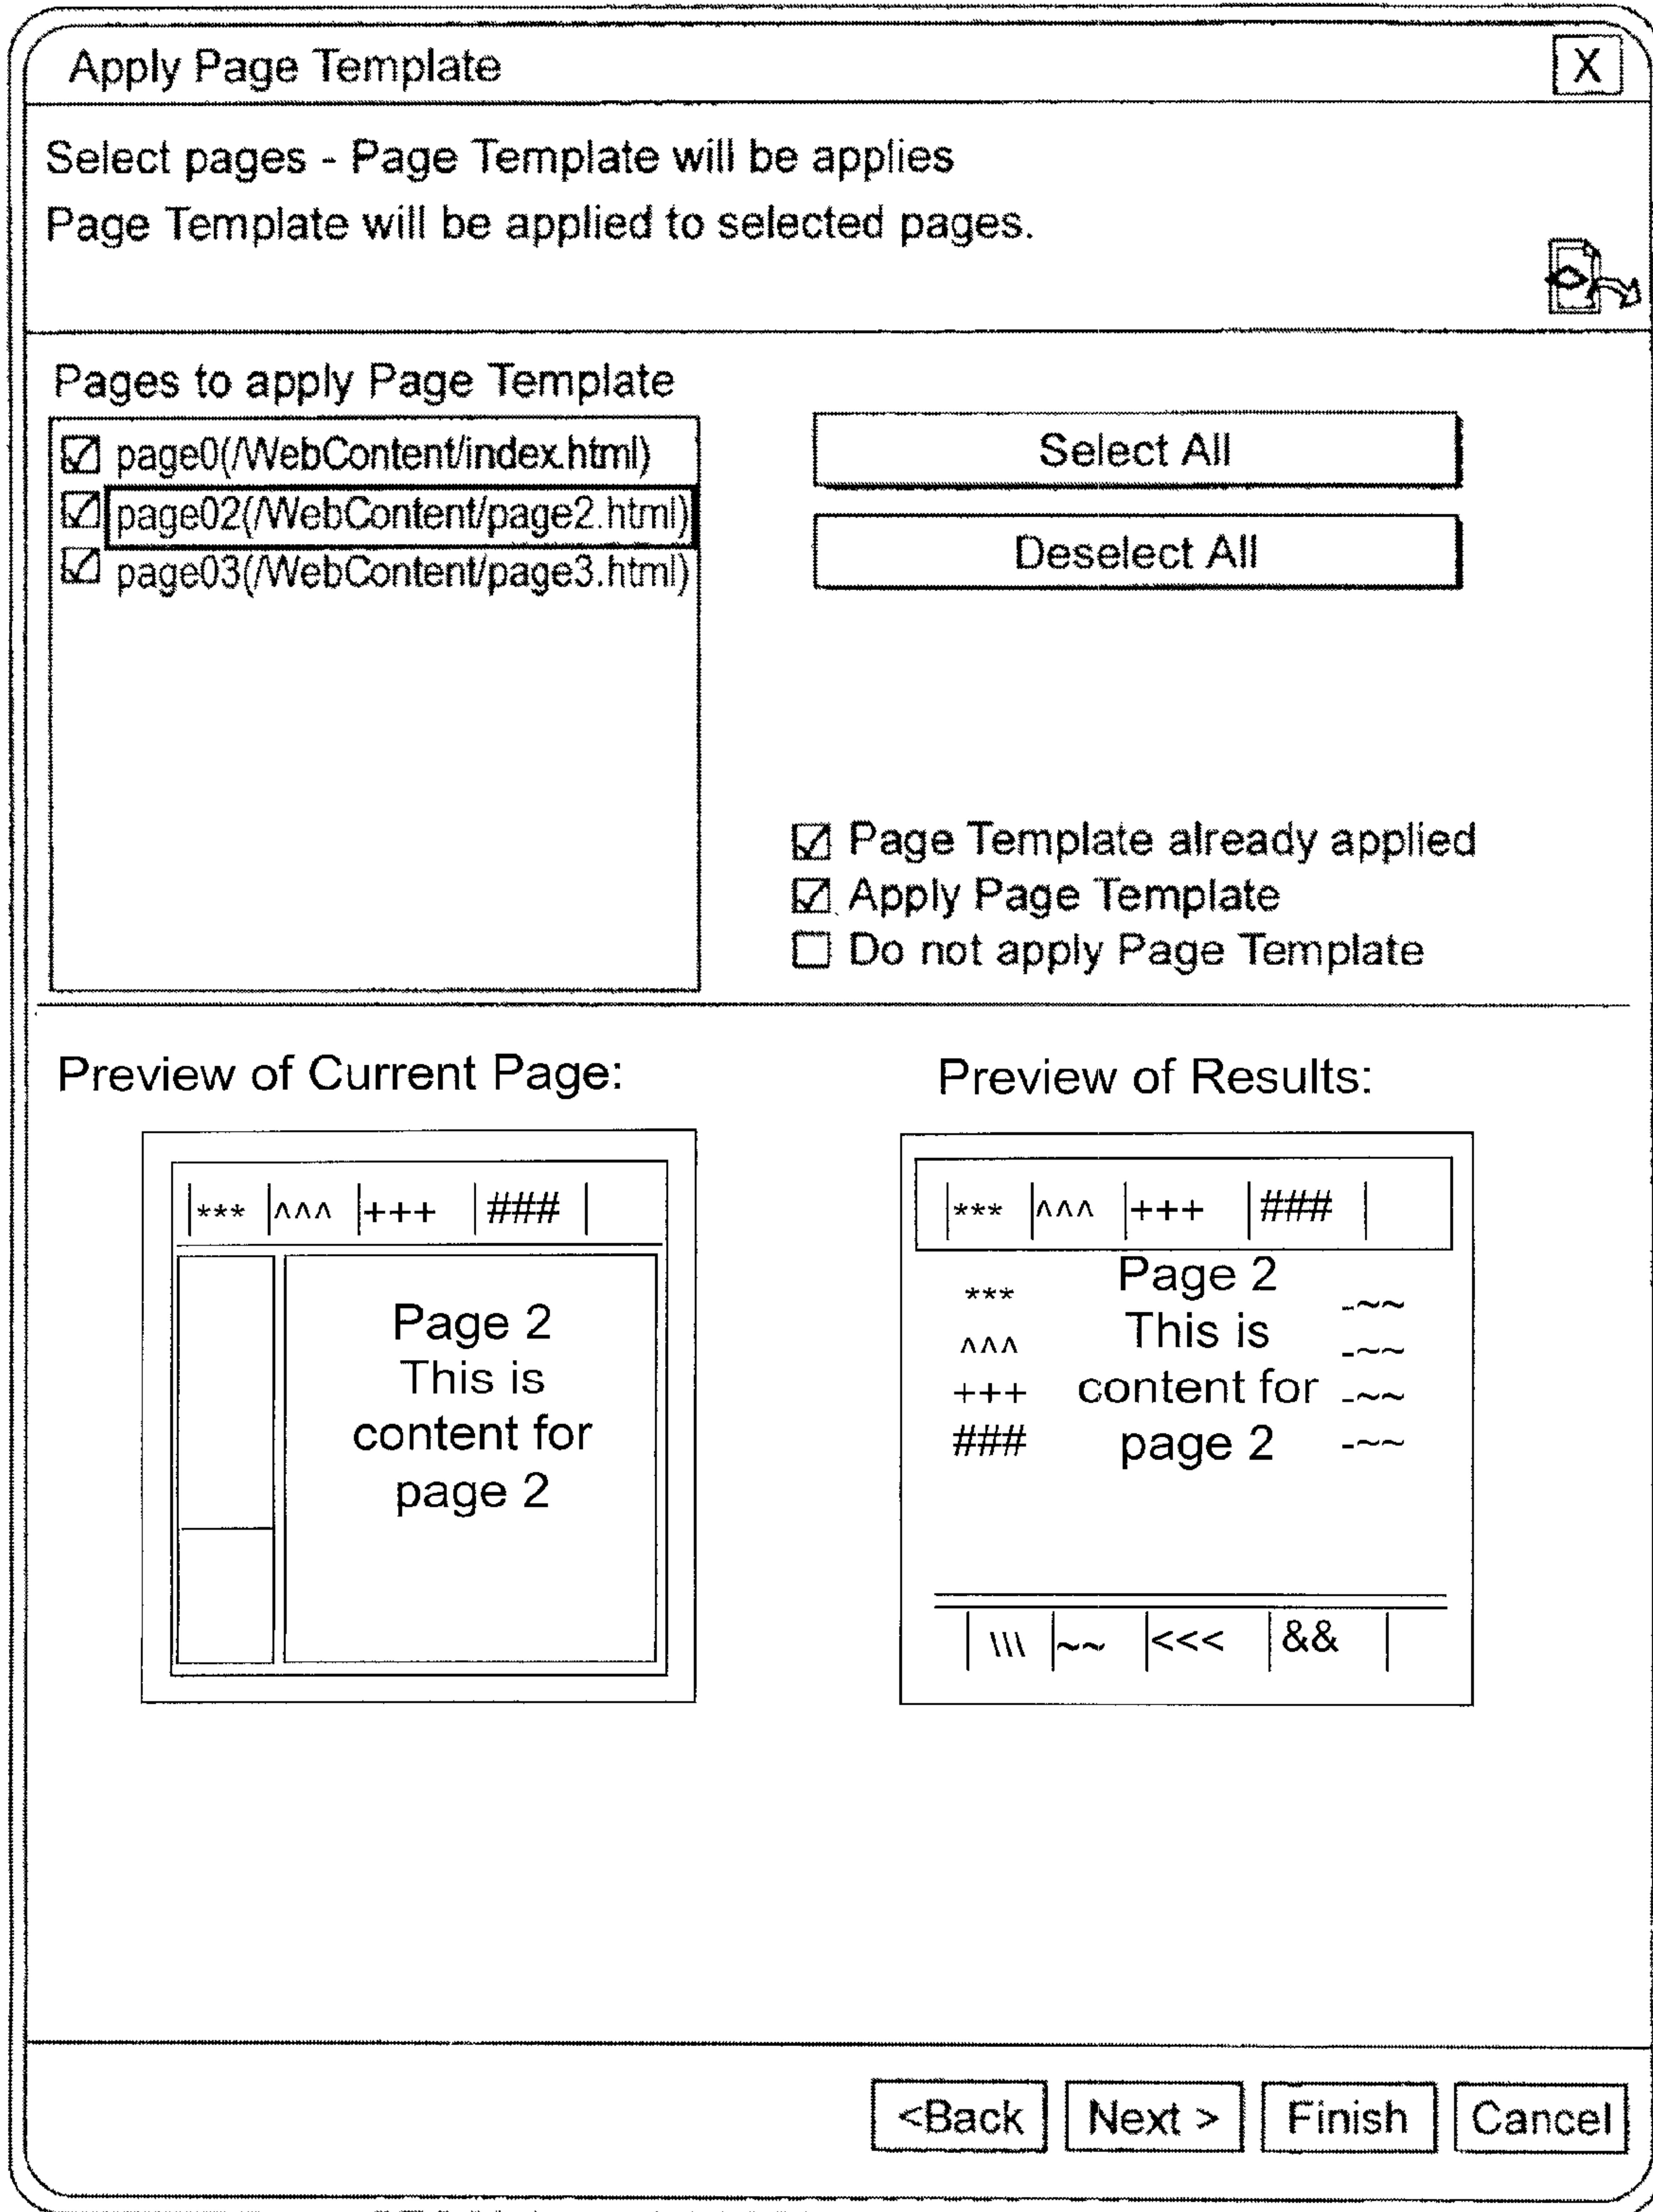 Apply Page Template
X
Select pages - Page Template will be applies
Page Template will be applied to selected pages.
Pages to apply Page Template
page0(/WebContent/index.html)
page02(/WebContent/page2.html)
page03(/WebContent/page3.html)
Select All
Deselect All
Page Template already applied
Apply Page Template
Do not apply Page Template
Preview of Current Page:
|*** |^^^ |+++ |### |
Page 2
This is
content for
page 2
Preview of Results:
|*** |^^^ |+++ |### |
*** Page 2 -~~
^^^ This is -~~
+++ content for -~~
### page 2 -~~
| \\\ |~~ |<<< |&& |
<Back
Next >
Finish
Cancel